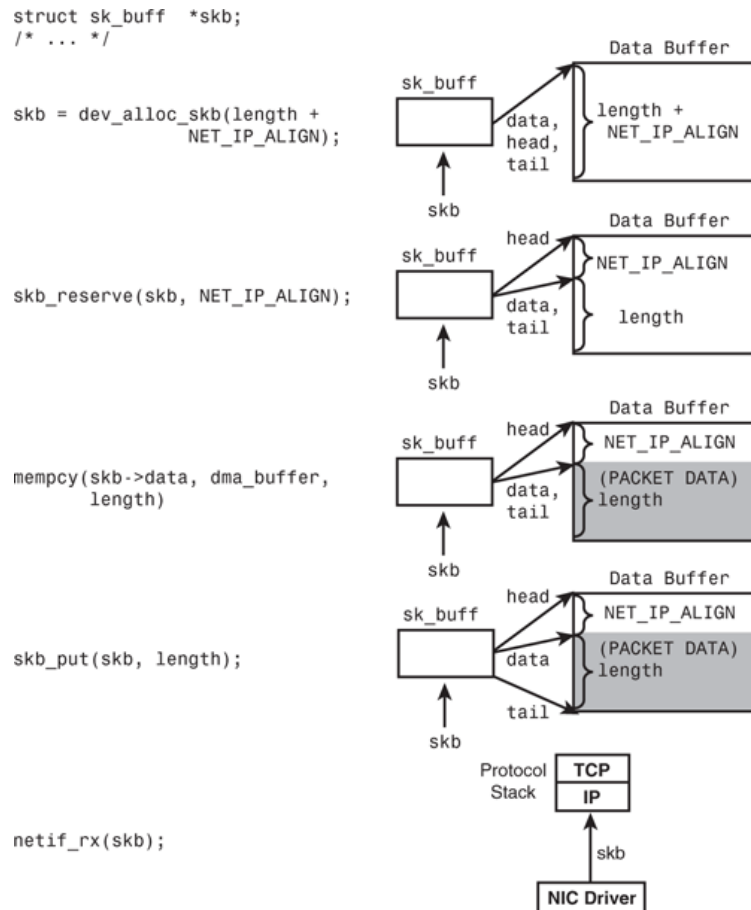 struct sk_buff *skb;
/* ... */
Data Buffer
sk_buff
skb = dev_alloc_skb(length +
NET_IP_ALIGN);
data,
head,
tail
length +
NET_IP_ALIGN
skb
Data Buffer
head
sk_buff
NET_IP_ALIGN
skb_reserve(skb, NET_IP_ALIGN);
data,
tail
length
skb
Data Buffer
head
sk_buff
NET_IP_ALIGN
mempcy(skb->data, dma_buffer,
length)
data,
tail
(PACKET DATA)
length
skb
Data Buffer
head
sk_buff
NET_IP_ALIGN
skb_put(skb, length);
data
(PACKET DATA)
length
tail
skb
Protocol
Stack
TCP
IP
netif_rx(skb);
skb
NIC Driver